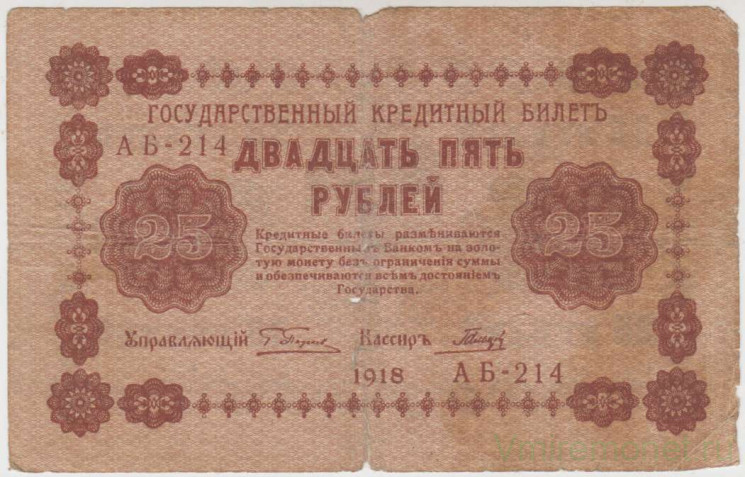 ГОСУДАРСТВЕННЫЙ КРЕДИТНЫЙ БИЛЕТЪ
АБ-214
ДВАДЦАТЬ ПЯТЬ
РУБЛЕЙ
25
25
Кредитные билеты размѣниваются
Государственнымъ Банкомъ на золо-
тую монету безъ ограниченія суммы
и обезпечиваются всѣмъ достояніемъ
Государства.
Управляющій
Кассиръ
1918 АБ-214